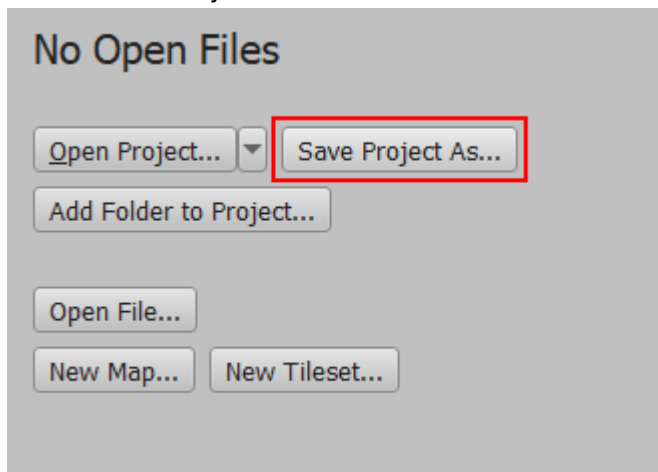 No Open Files
Open Project... Save Project As...
Add Folder to Project...
Open File...
New Map... New Tileset...